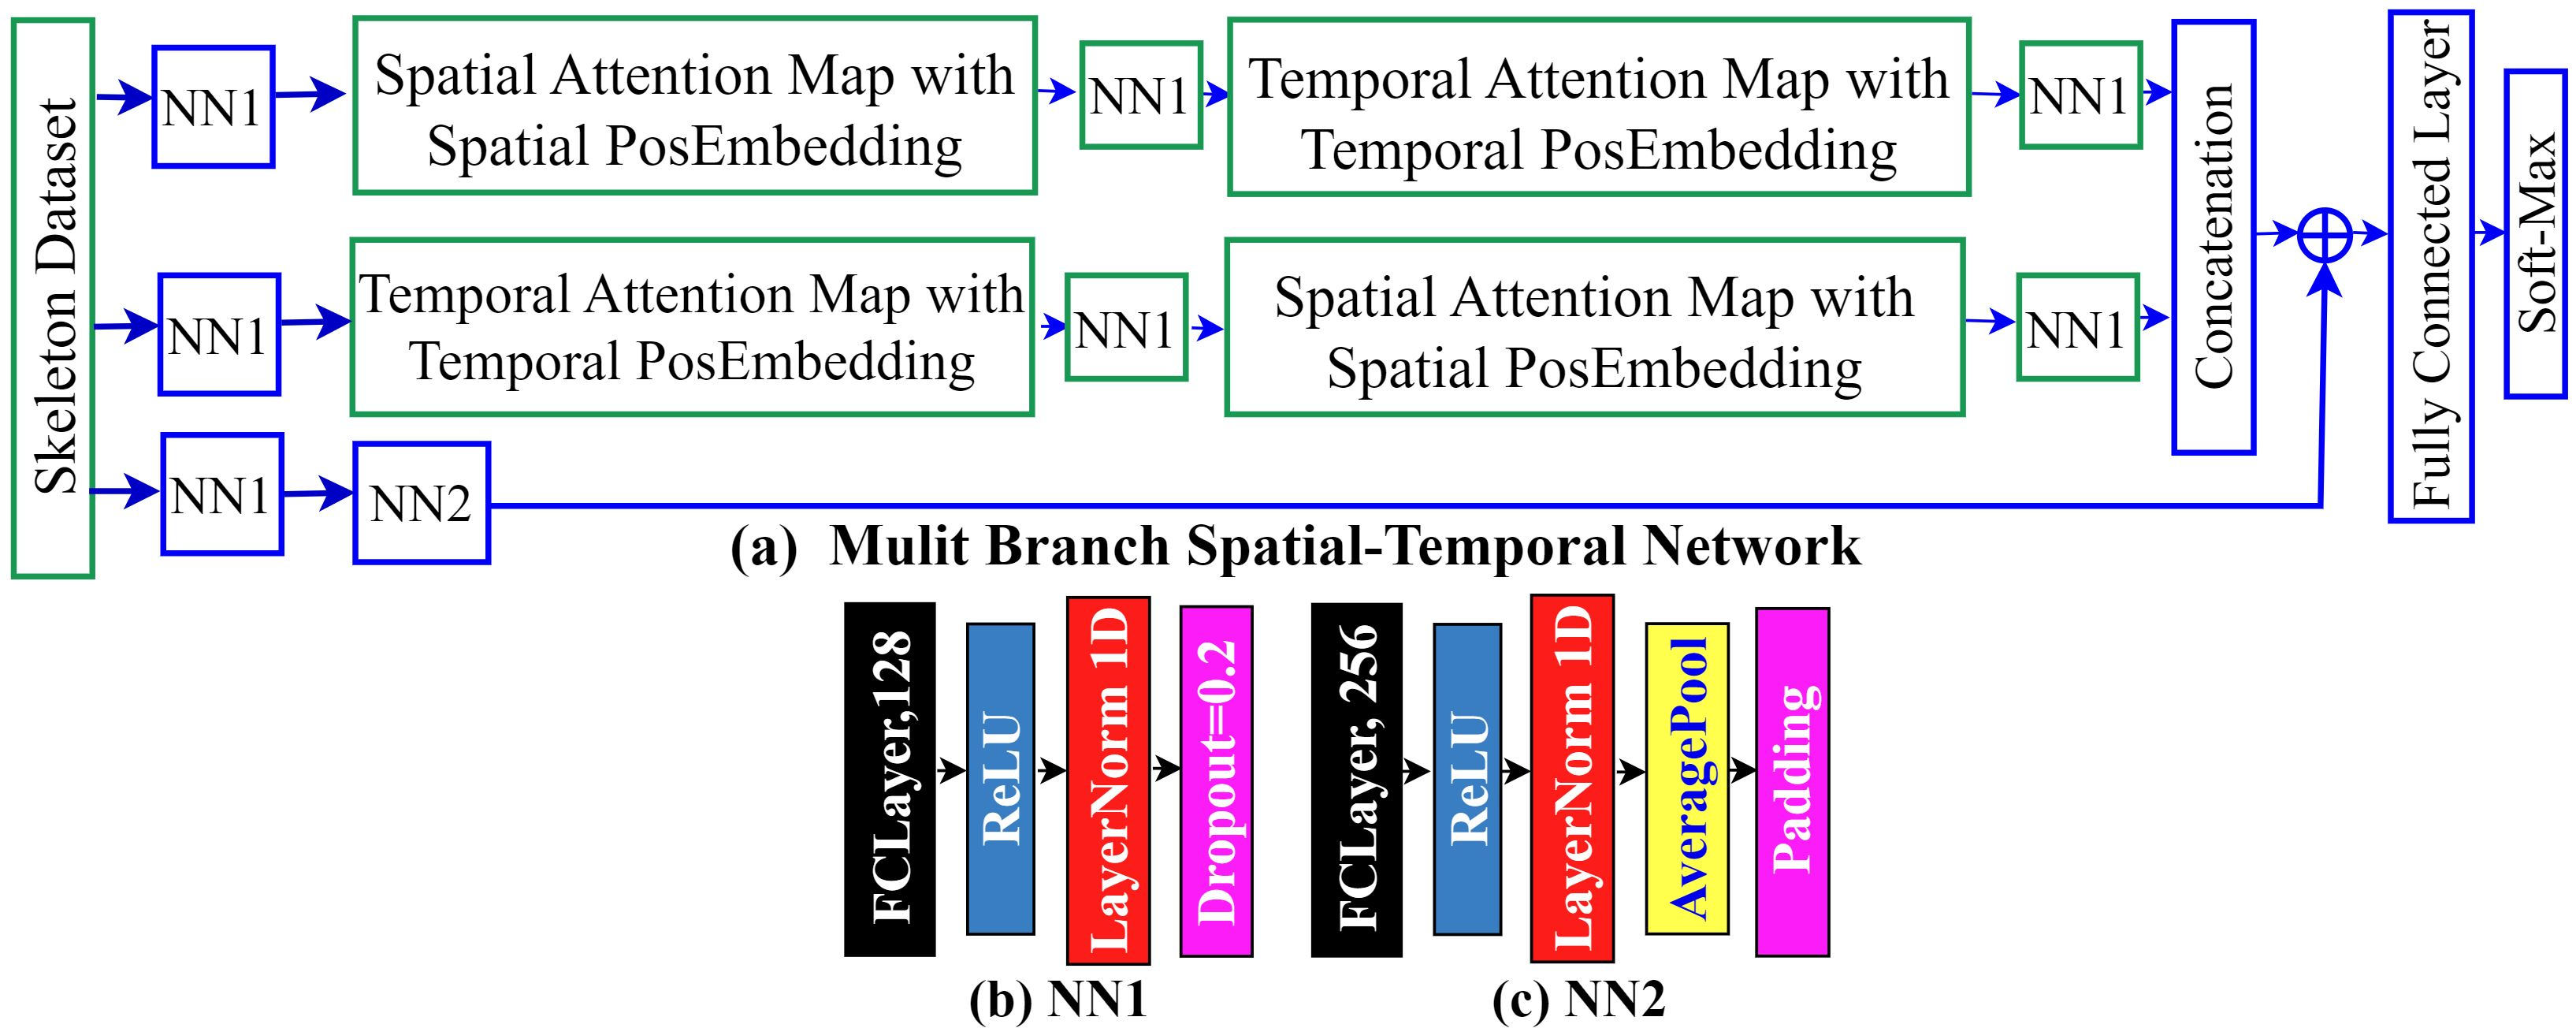 Skeleton Dataset
NN1
Spatial Attention Map with
Spatial PosEmbedding
NN1
Temporal Attention Map with
Temporal PosEmbedding
NN1
NN1
Temporal Attention Map with
Temporal PosEmbedding
NN1
Spatial Attention Map with
Spatial PosEmbedding
NN1
NN1
NN2
Concatenation
Fully Connected Layer
Soft-Max
(a) Mulit Branch Spatial-Temporal Network
FCLayer,128
ReLU
LayerNorm 1D
Dropout=0.2
(b) NN1
FCLayer, 256
ReLU
LayerNorm 1D
AveragePool
Padding
(c) NN2